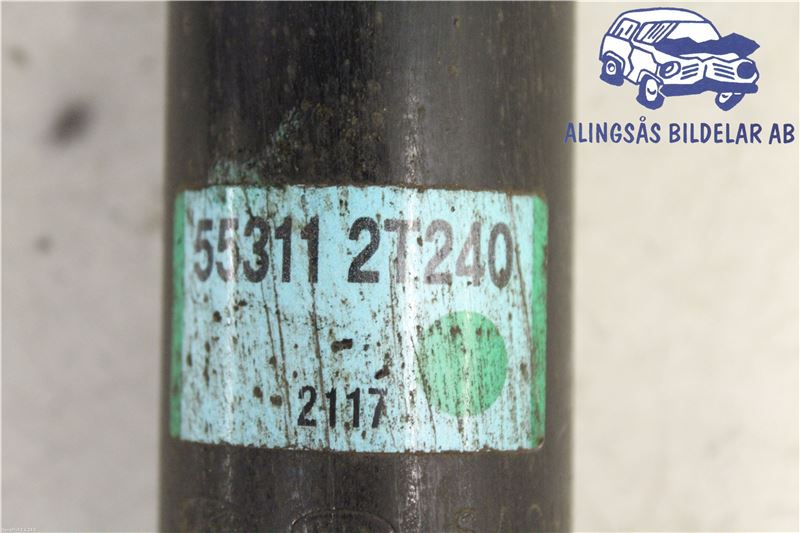 ALINGSÅS BILDELAR AB
55311 2T240
2117